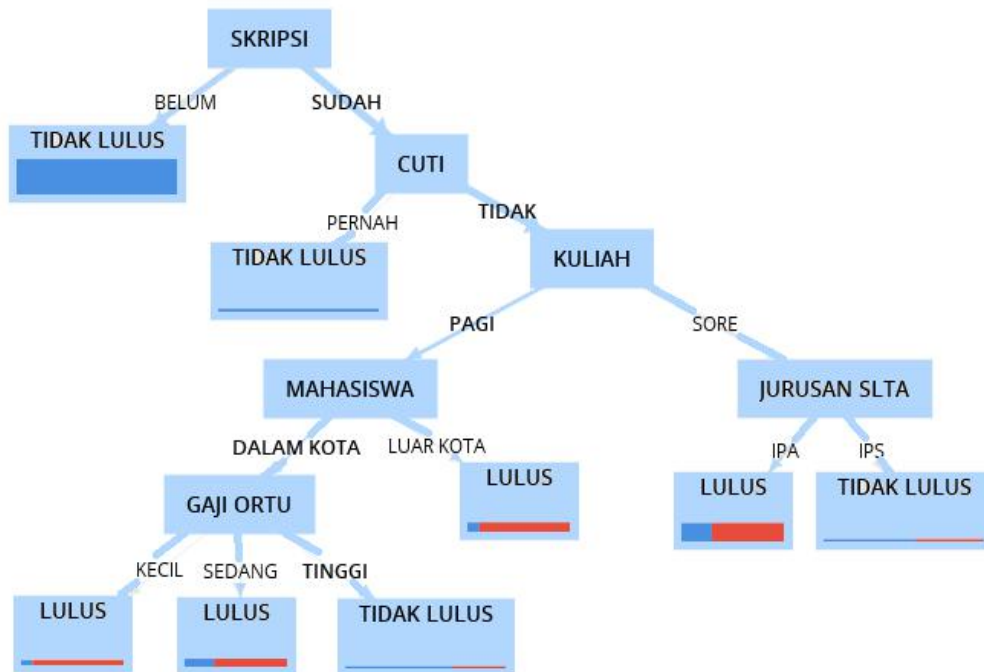 SKRIPSI
BELUM
SUDAH
TIDAK LULUS
CUTI
PERNAH
TIDAK
TIDAK LULUS
KULIAH
PAGI
SORE
MAHASISWA
JURUSAN SLTA
DALAM KOTA
LUAR KOTA
IPA
IPS
GAJI ORTU
LULUS
LULUS
TIDAK LULUS
KECIL
SEDANG
TINGGI
LULUS
LULUS
TIDAK LULUS